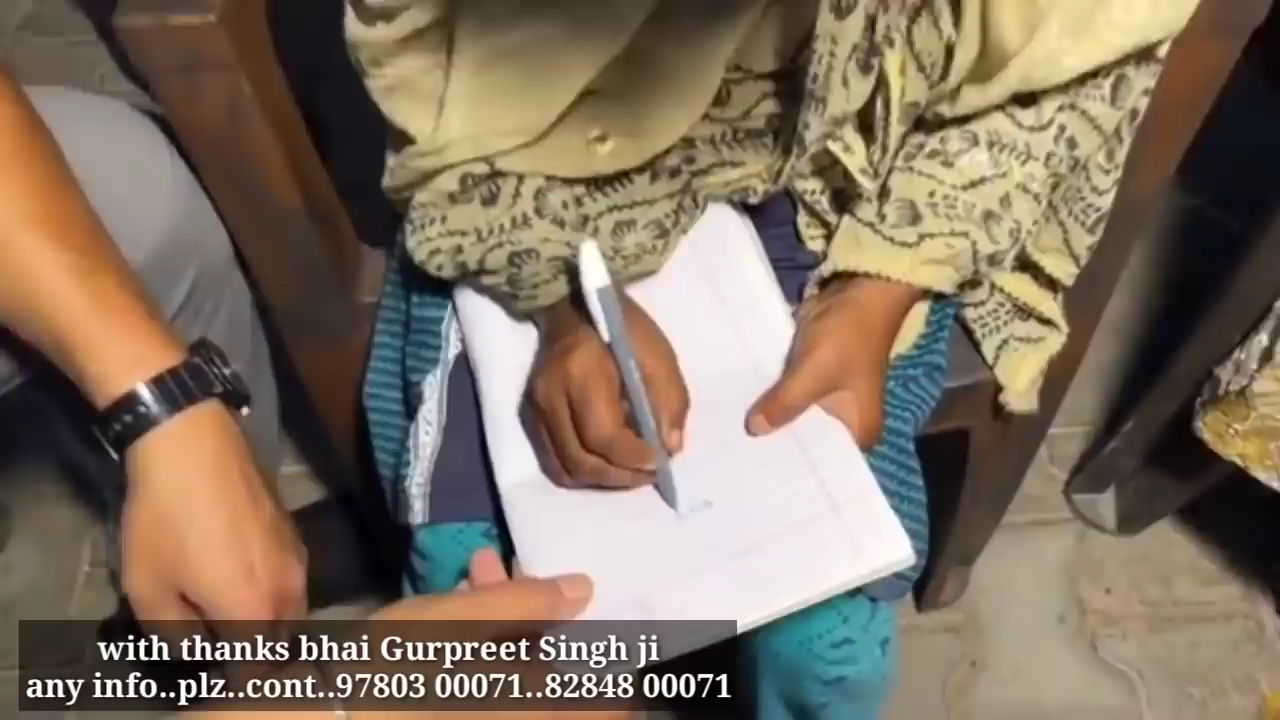 with thanks bhai Gurpreet Singh ji
any info..plz..cont..97803 00071..82848 00071